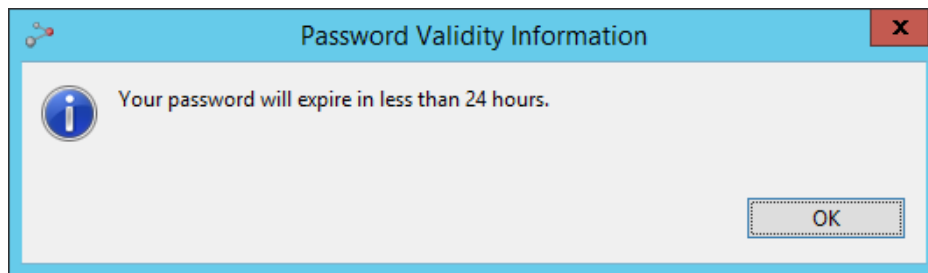 Password Validity Information
x
Your password will expire in less than 24 hours.
OK